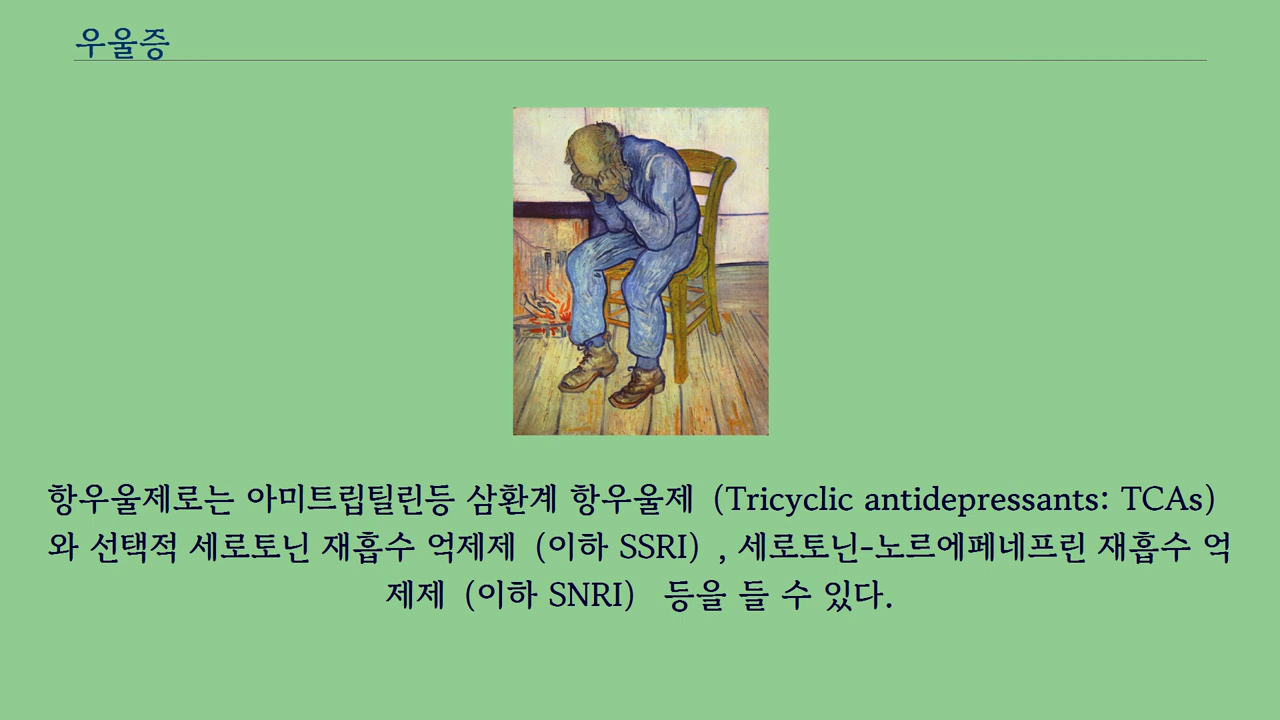 우울증
항우울제로는 아미트립틸린등 삼환계 항우울제 (Tricyclic antidepressants: TCAs)
와 선택적 세로토닌 재흡수 억제제 (이하 SSRI) , 세로토닌-노르에페네프린 재흡수 억
제제 (이하 SNRI) 등을 들 수 있다.